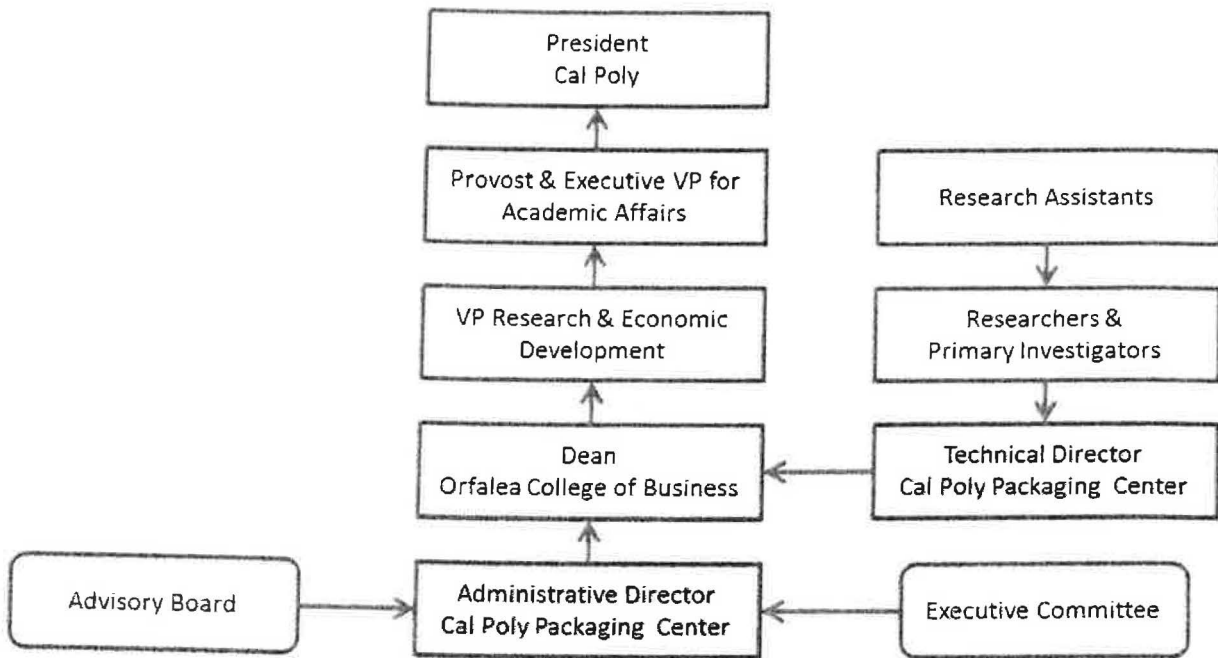 President
Cal Poly
Provost & Executive VP for
Academic Affairs
Research Assistants
VP Research & Economic
Development
Researchers &
Primary Investigators
Dean
Orfalea College of Business
Technical Director
Cal Poly Packaging Center
Advisory Board
Administrative Director
Cal Poly Packaging Center
Executive Committee